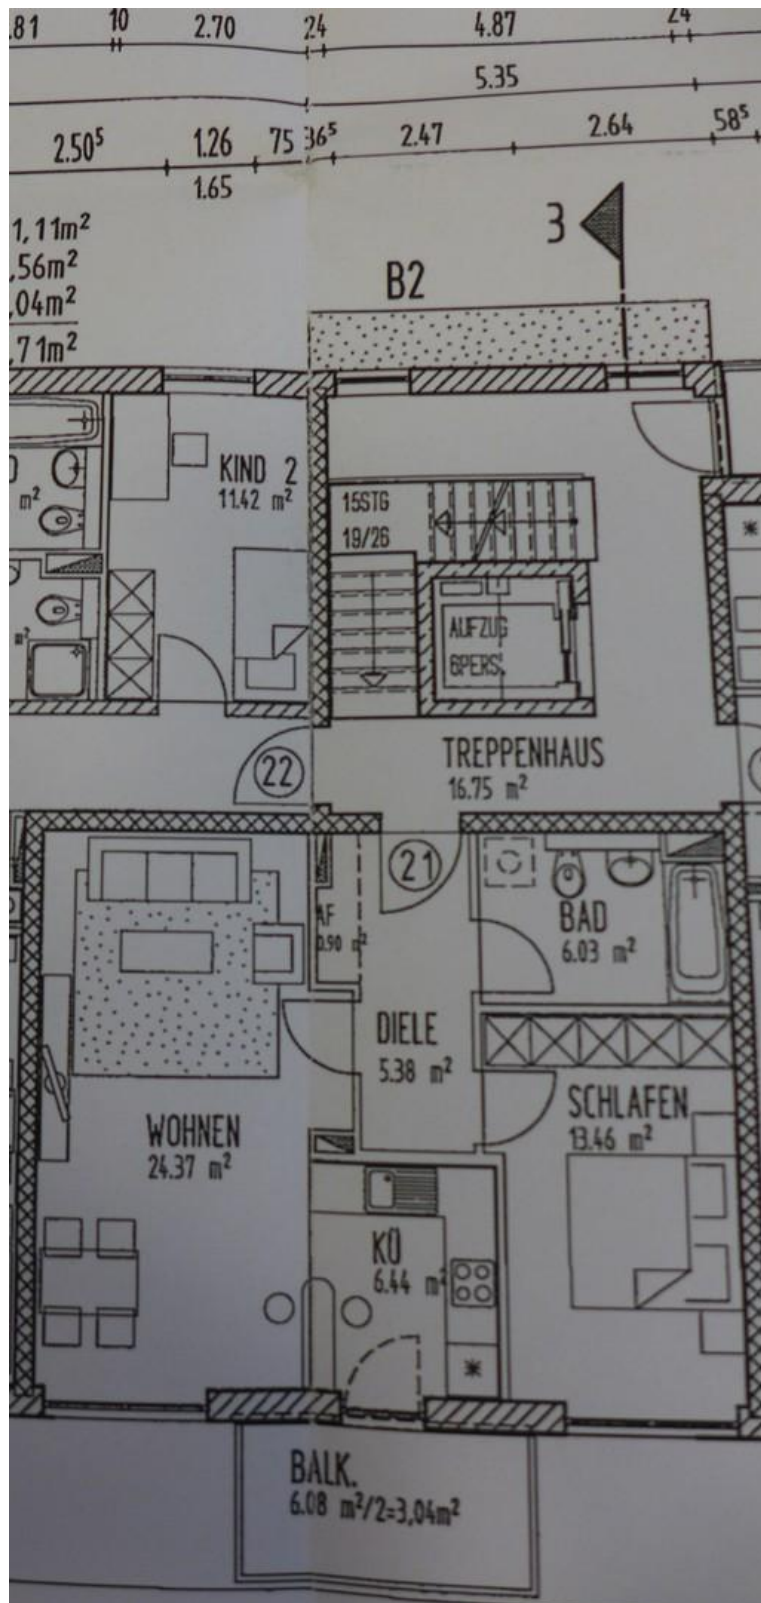 .81 10 2.70 24 4.87 24
5.35
2.50⁵ 1.26 75 36⁵ 2.47 2.64 58⁵
1.65
1,11m²
,56m²
,04m²
,71m²
3
B2
KIND 2
11.42 m²
m²
m²
15STG
19/26
AUFZUG
6PERS.
TREPPENHAUS
16.75 m²
22
21
AF
0.90 m²
BAD
6.03 m²
DIELE
5.38 m²
SCHLAFEN
13.46 m²
WOHNEN
24.37 m²
KÜ
6.44 m²
BALK.
6.08 m²/2=3,04m²